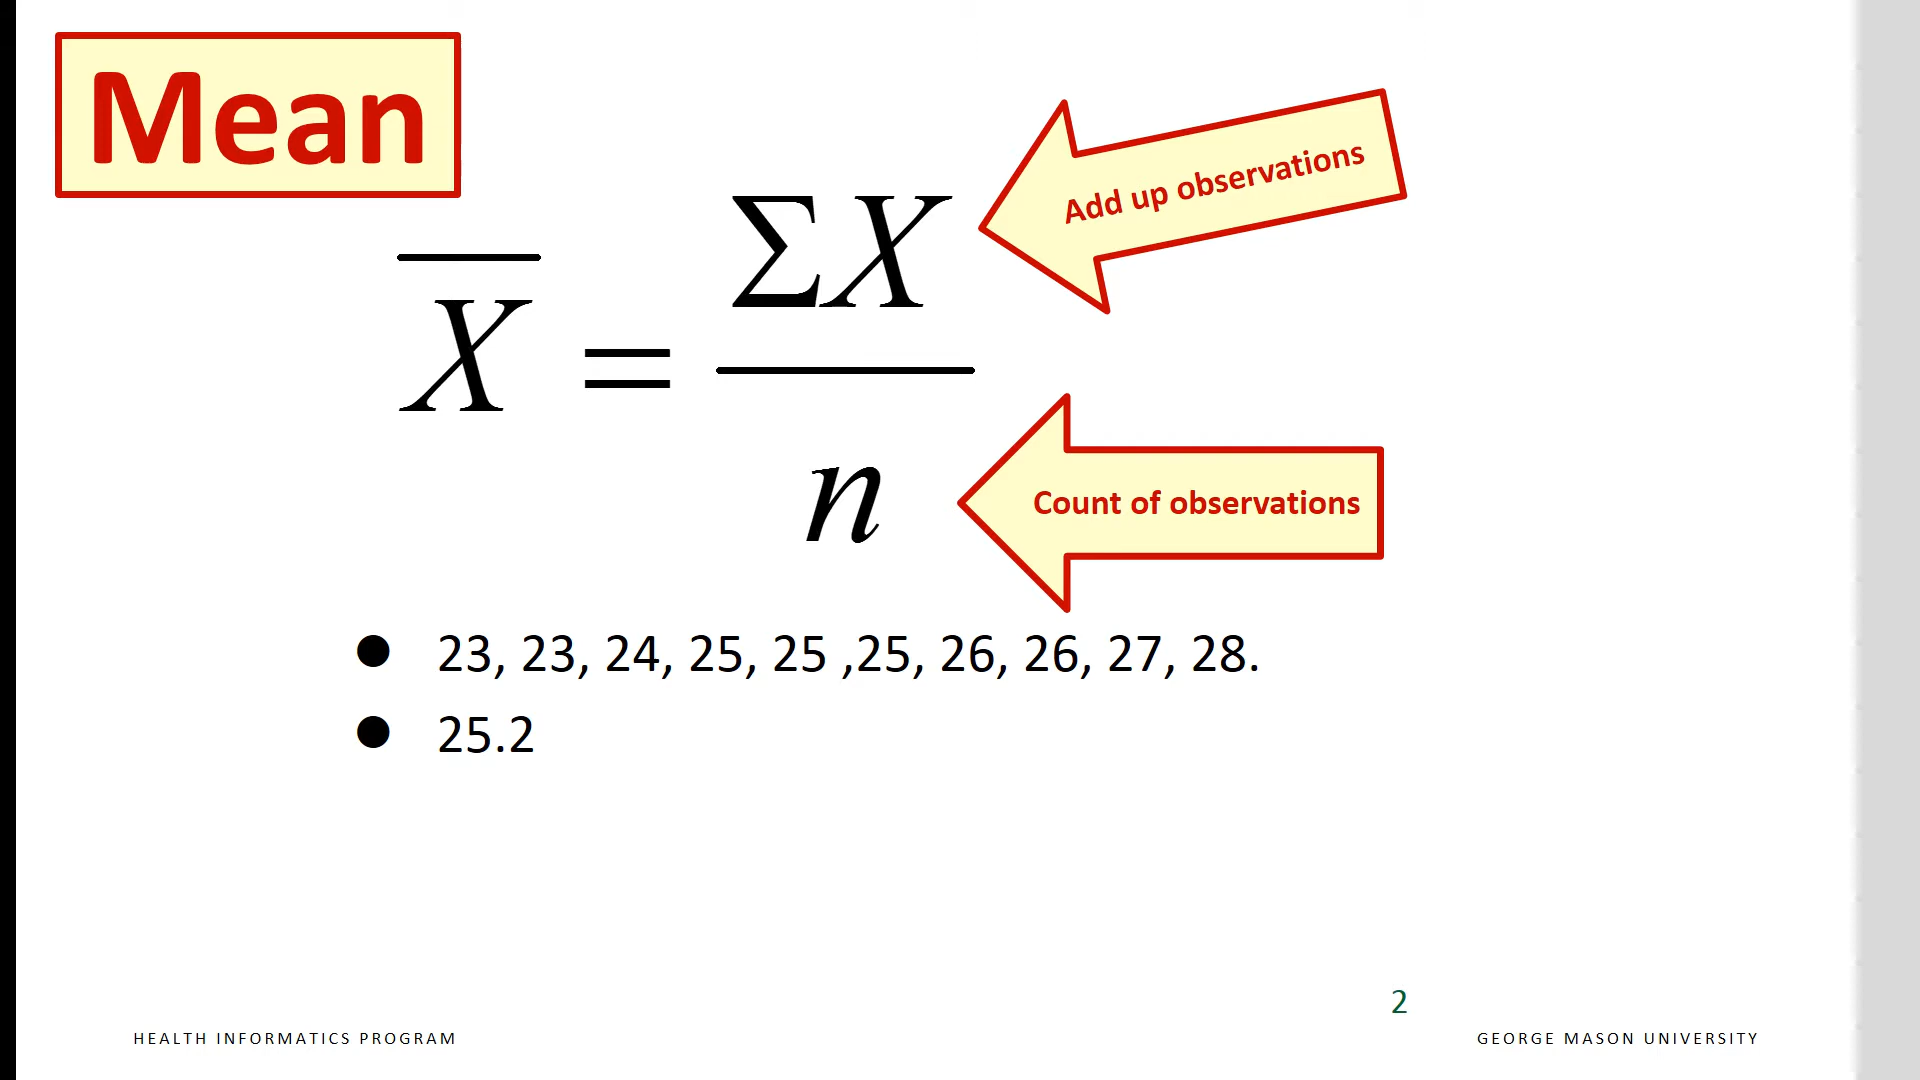 Mean
Add up observations
X̅ = ΣX / n
Count of observations
● 23, 23, 24, 25, 25 ,25, 26, 26, 27, 28.
● 25.2
2
HEALTH INFORMATICS PROGRAM
GEORGE MASON UNIVERSITY